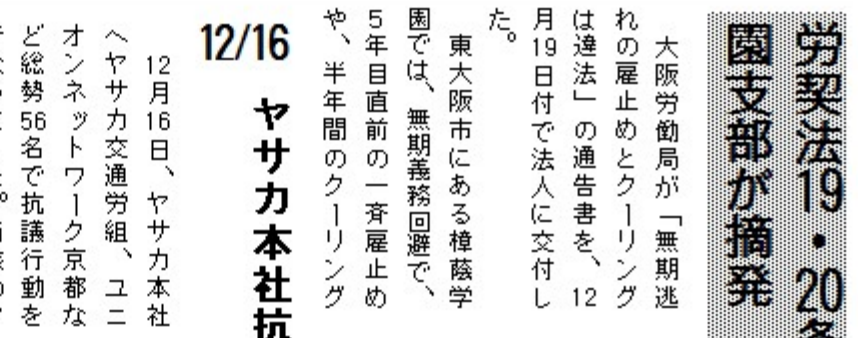 労契法19・20条
園支部が摘発
大阪労働局が「無期逃
れの雇止めとクーリング
は違法」の通告書を、12
月19日付で法人に交付し
た。
東大阪市にある樟蔭学
園では、無期義務回避で、
5年目直前の一斉雇止め
や、半年間のクーリング
12/16 ヤサカ本社抗
12月16日、ヤサカ本社
へヤサカ交通労組、ユニ
オンネットワーク京都な
ど総勢56名で抗議行動を